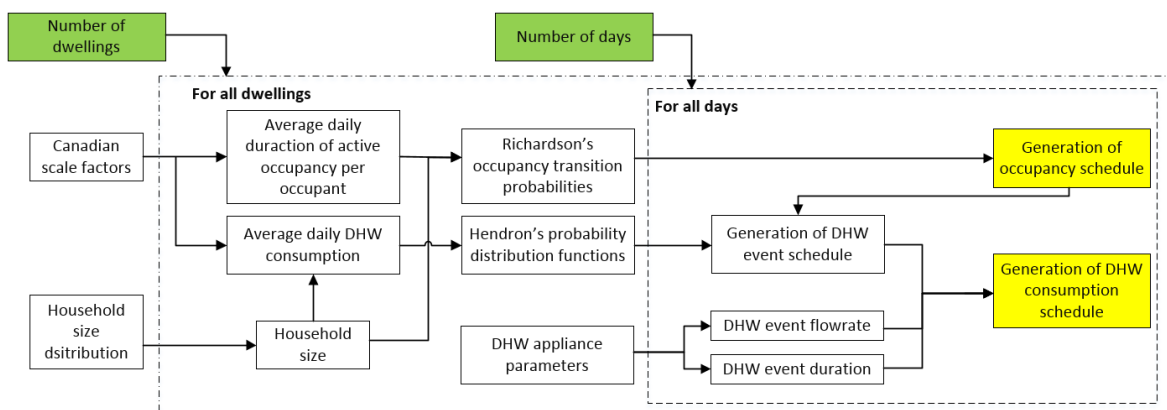 Number of
dwellings
Number of days
For all dwellings
For all days
Canadian
scale factors
Average daily
duraction of active
occupancy per
occupant
Richardson's
occupancy transition
probabilities
Generation of
occupancy schedule
Average daily DHW
consumption
Hendron's probability
distribution functions
Generation of DHW
event schedule
Generation of DHW
consumption
schedule
Household
size
dsitribution
Household
size
DHW appliance
parameters
DHW event flowrate
DHW event duration